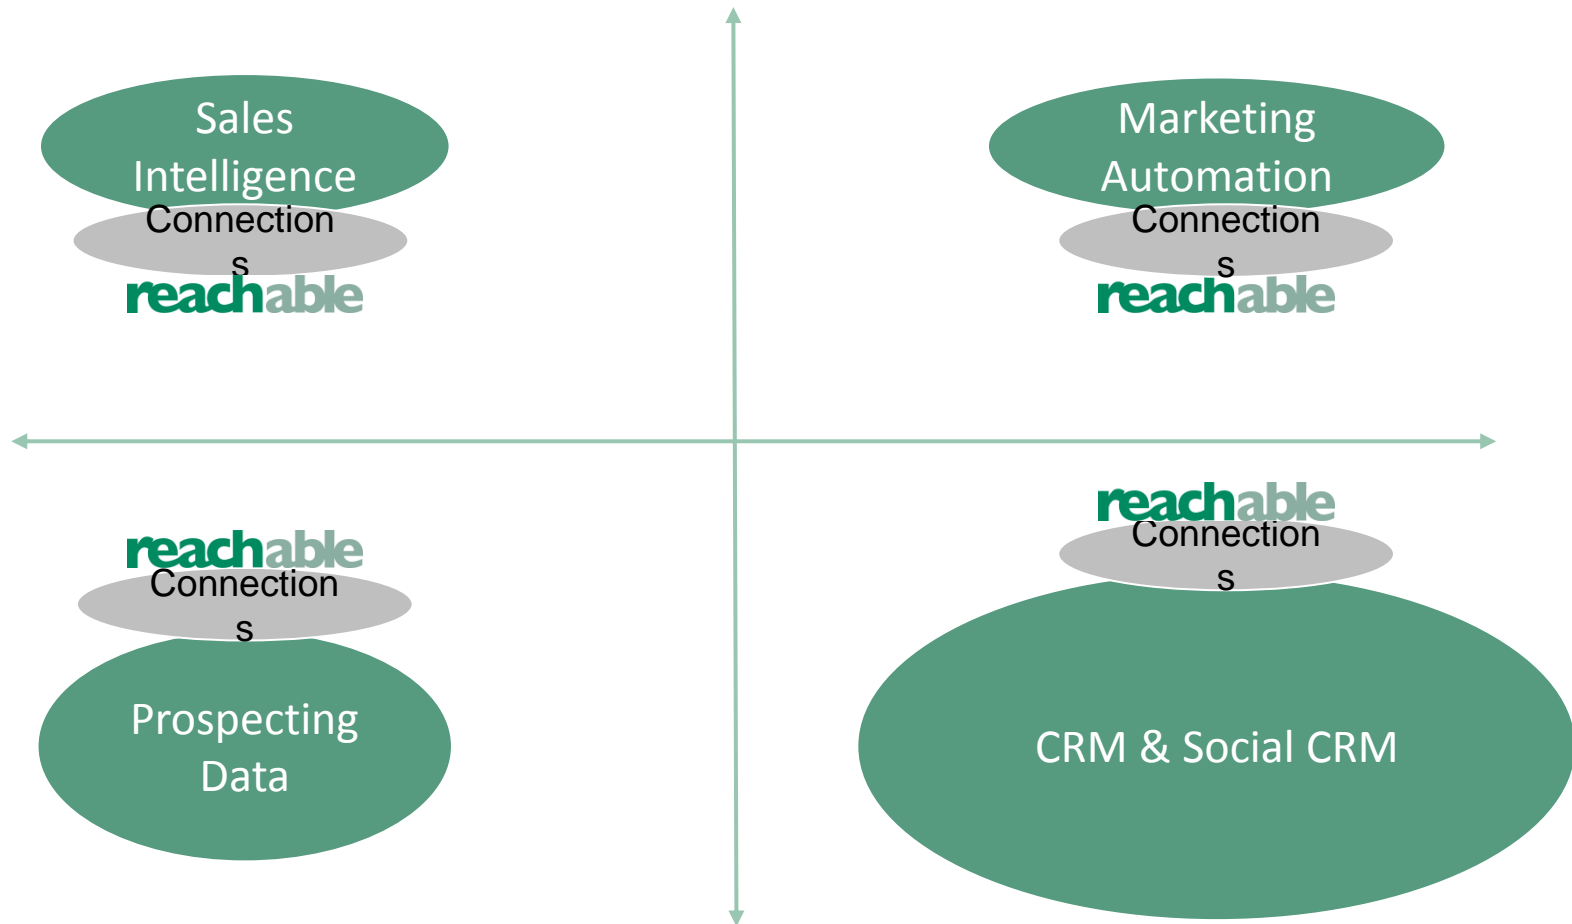 Sales
Intelligence
Connection
s
reachable
Marketing
Automation
Connection
s
reachable
reachable
Connection
s
Prospecting
Data
reachable
Connection
s
CRM & Social CRM